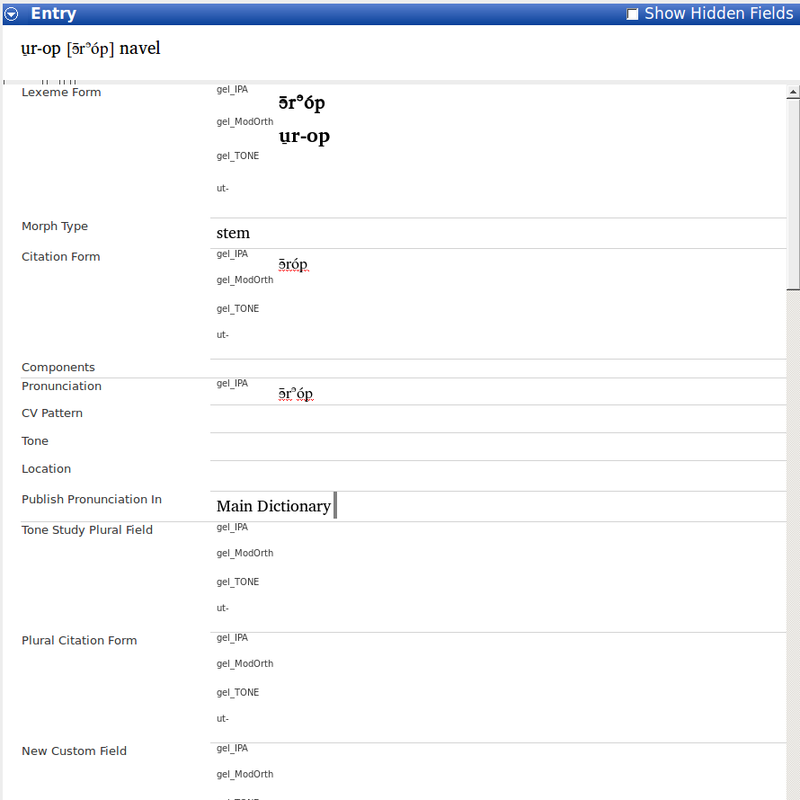 Entry Show Hidden Fields
u̱r-op [ɘ̄rᵊóp] navel
Lexeme Form gel_IPA ɘ̄rᵊóp
gel_ModOrth u̱r-op
gel_TONE
ut-
Morph Type stem
Citation Form gel_IPA ɘ̄róp
gel_ModOrth
gel_TONE
ut-
Components
Pronunciation gel_IPA ɘ̄rᵊóp
CV Pattern
Tone
Location
Publish Pronunciation In Main Dictionary
Tone Study Plural Field gel_IPA
gel_ModOrth
gel_TONE
ut-
Plural Citation Form gel_IPA
gel_ModOrth
gel_TONE
ut-
New Custom Field gel_IPA
gel_ModOrth